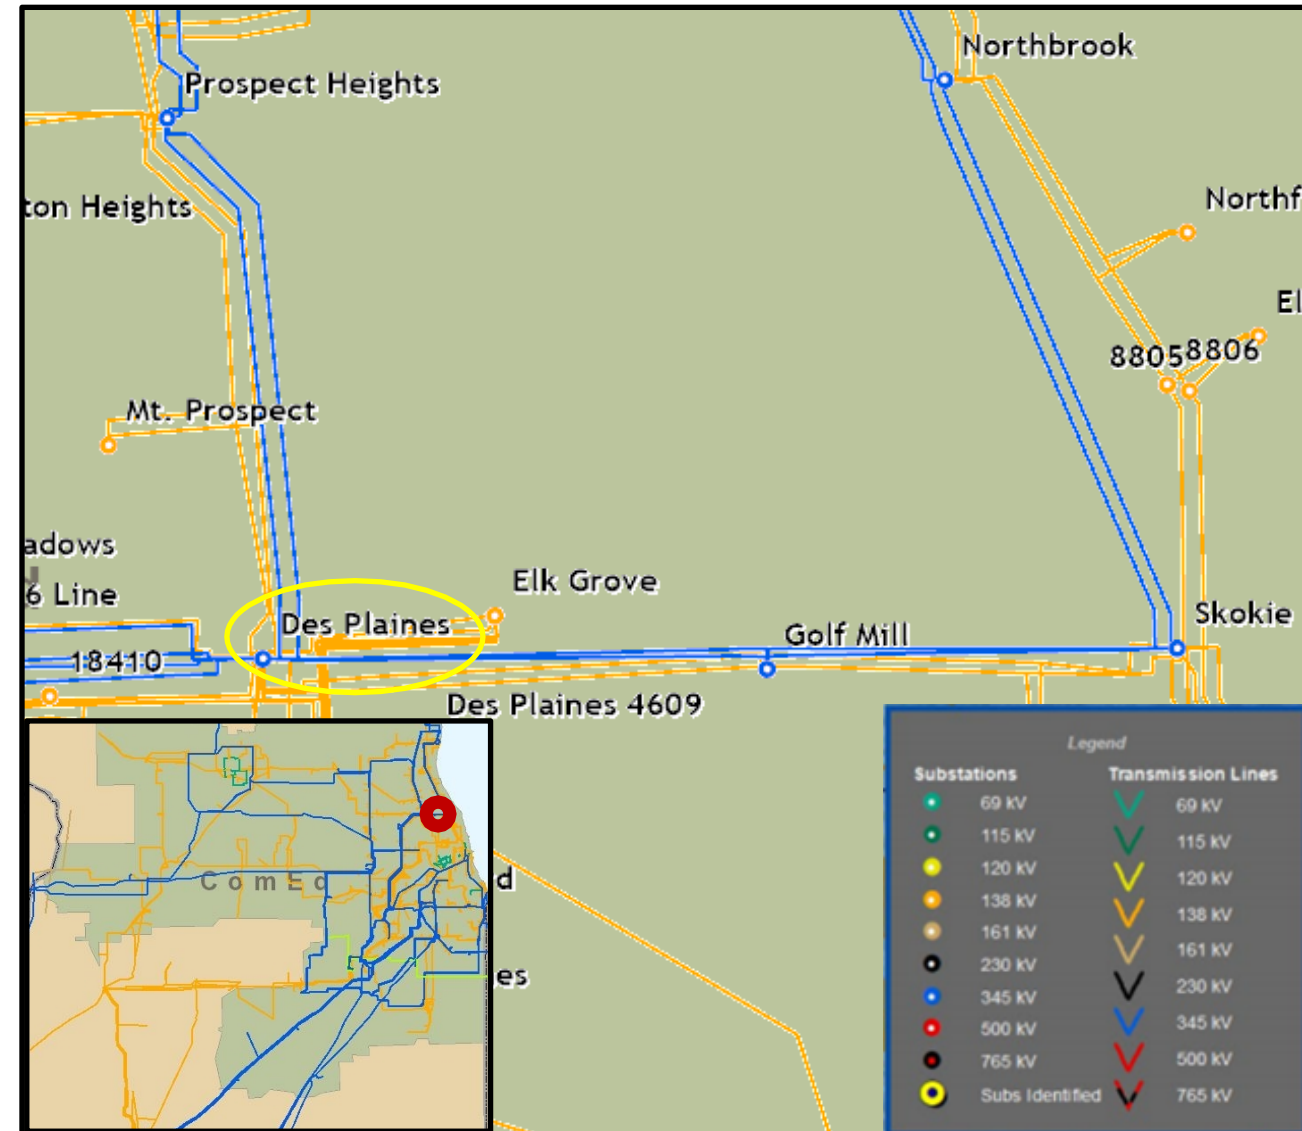 Northbrook
Prospect Heights
Northf
ton Heights
El
8805 8806
Mt. Prospect
adows
6 Line
Elk Grove
Des Plaines
Skokie
Golf Mill
18410
Des Plaines 4609
ComEd
d
es
Legend
Substations Transmission Lines
69 kV 69 kV
115 kV 115 kV
120 kV 120 kV
138 kV 138 kV
161 kV 161 kV
230 kV 230 kV
345 kV 345 kV
500 kV 500 kV
765 kV 765 kV
Subs Identified